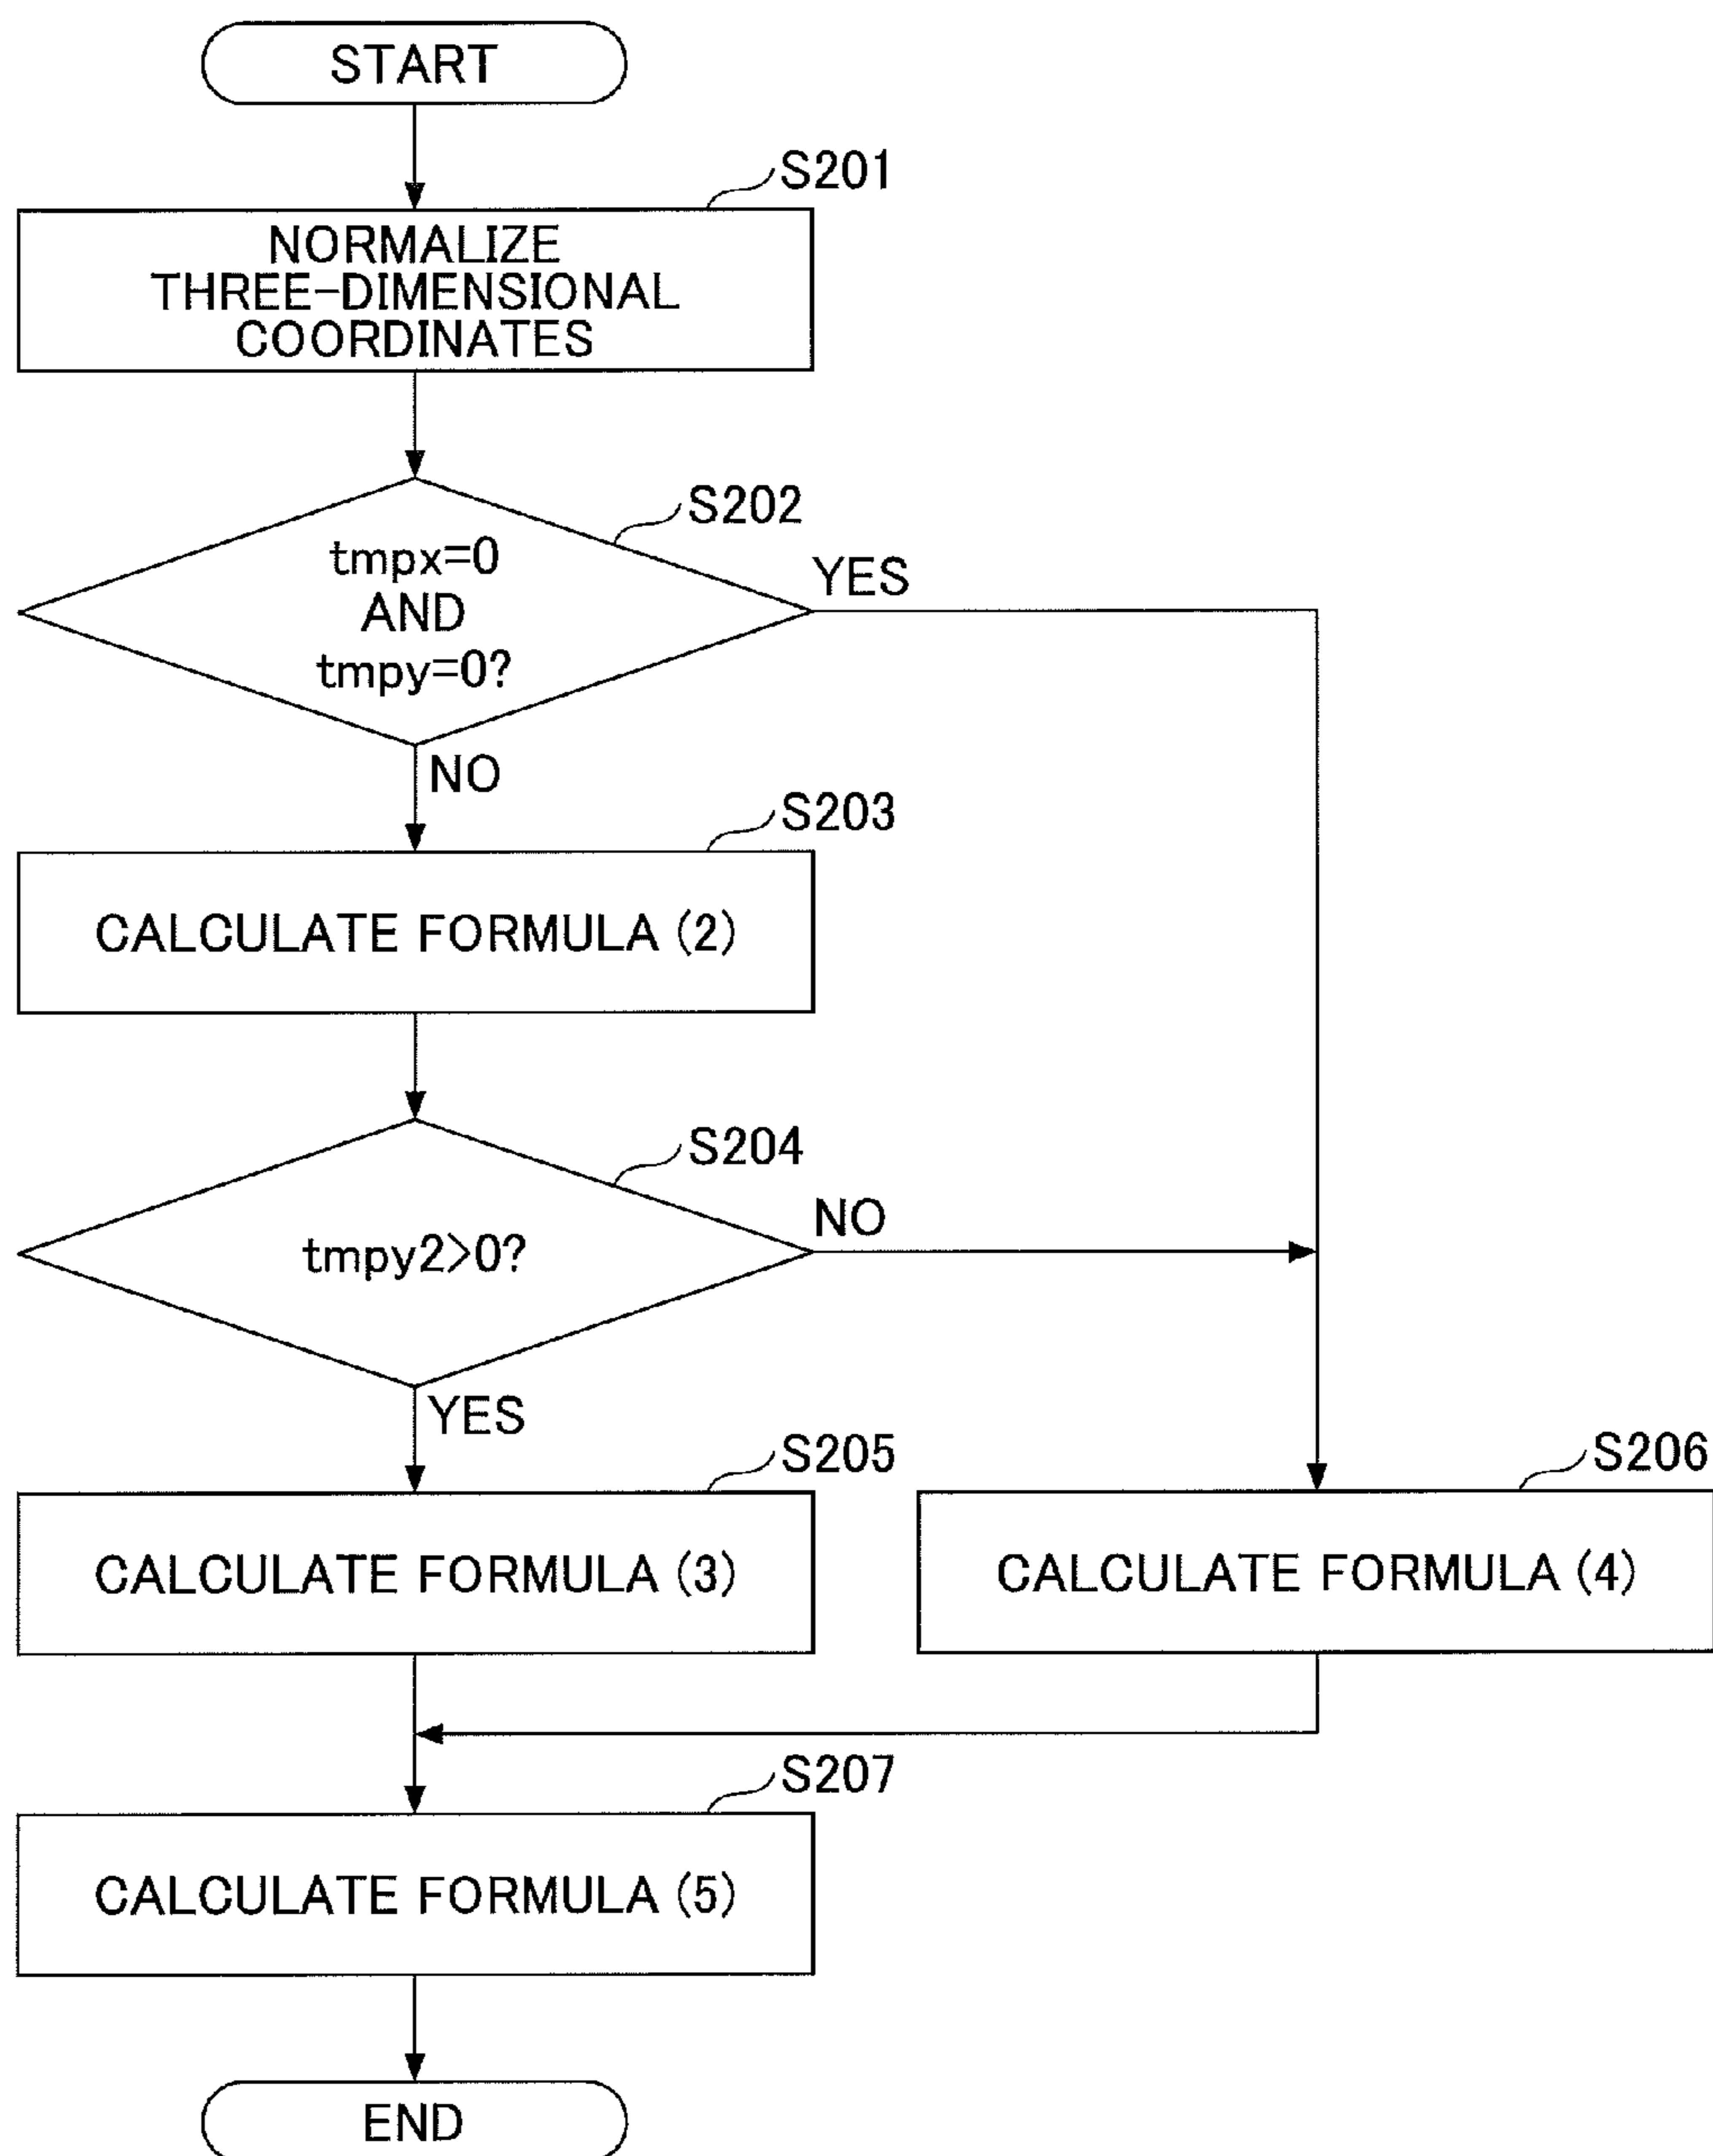 START
S201
NORMALIZE
THREE-DIMENSIONAL
COORDINATES
S202
tmpx=0
AND
tmpy=0?
YES
NO
S203
CALCULATE FORMULA (2)
S204
tmpy2>0?
NO
YES
S205
CALCULATE FORMULA (3)
S206
CALCULATE FORMULA (4)
S207
CALCULATE FORMULA (5)
END